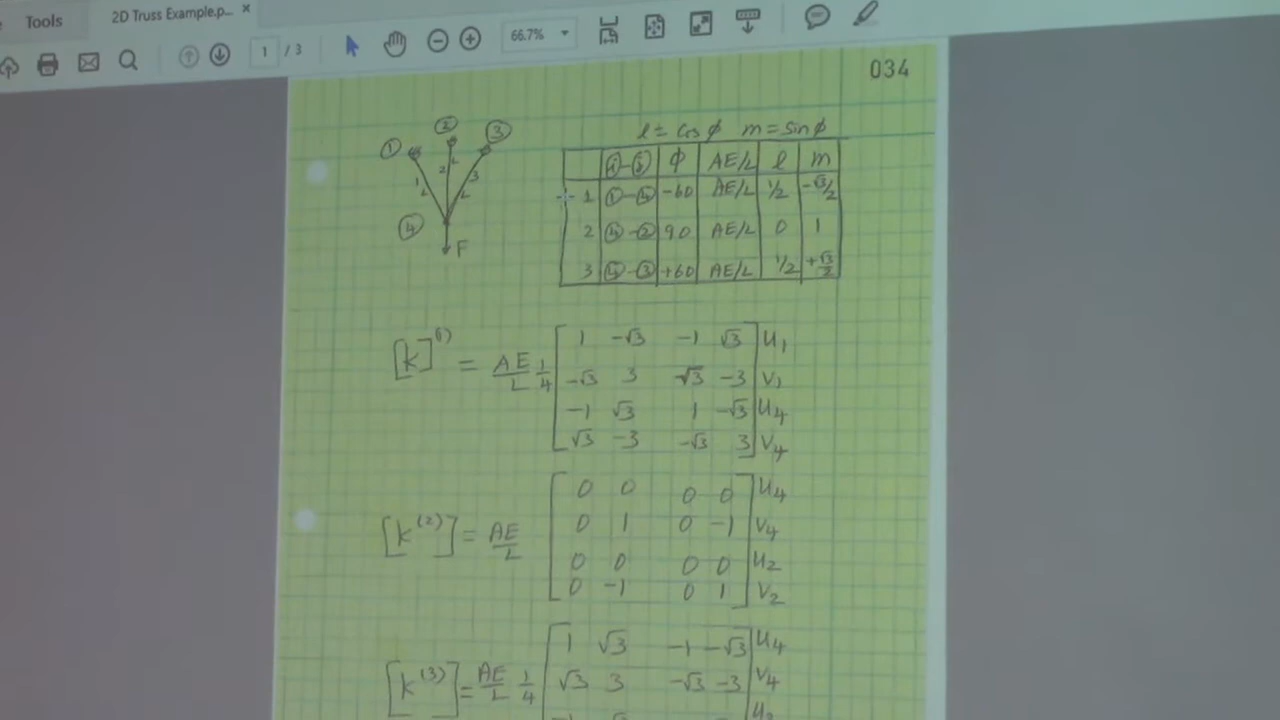 Tools
2D Truss Example.p... ×
1 / 3
66.7%
034
① ② ③
1 L 2 L 3 L
④
F
l = cos φ m = sin φ
ⓘ-ⓙ φ AE/L l m
1 ①-④ -60 AE/L 1/2 -√3/2
2 ④-② 90 AE/L 0 1
3 ④-③ +60 AE/L 1/2 +√3/2
[k]⁽¹⁾ = AE/L 1/4
1 -√3 -1 √3 u₁
-√3 3 √3 -3 v₁
-1 √3 1 -√3 u₄
√3 -3 -√3 3 v₄
[k⁽²⁾] = AE/L
0 0 0 0 u₄
0 1 0 -1 v₄
0 0 0 0 u₂
0 -1 0 1 v₂
[k⁽³⁾] = AE/L 1/4
1 √3 -1 -√3 u₄
√3 3 -√3 -3 v₄